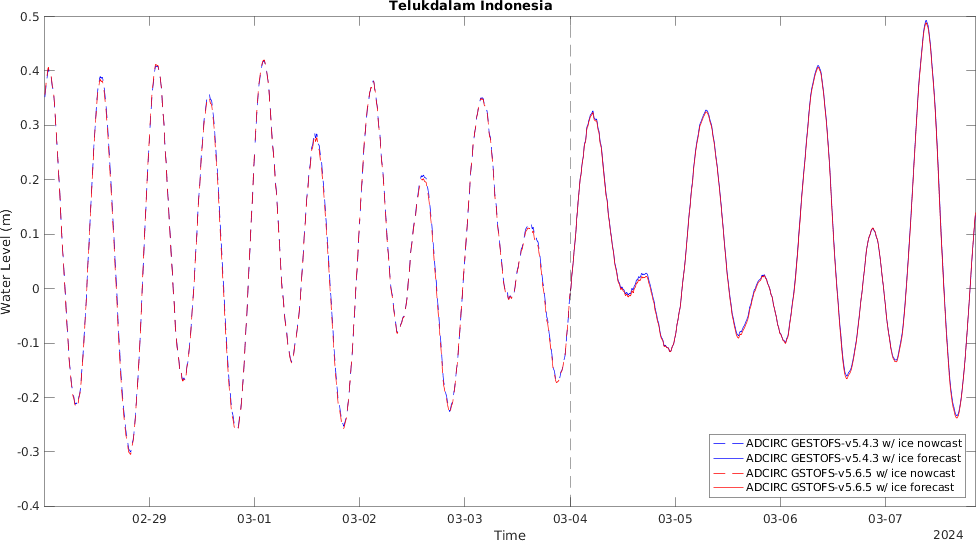 Telukdalam Indonesia
0.5
0.4
0.3
0.2
0.1
0
-0.1
-0.2
-0.3
-0.4
Water Level (m)
02-29
03-01
03-02
03-03
03-04
03-05
03-06
03-07
Time
2024
ADCIRC GESTOFS-v5.4.3 w/ ice nowcast
ADCIRC GESTOFS-v5.4.3 w/ ice forecast
ADCIRC GSTOFS-v5.6.5 w/ ice nowcast
ADCIRC GSTOFS-v5.6.5 w/ ice forecast